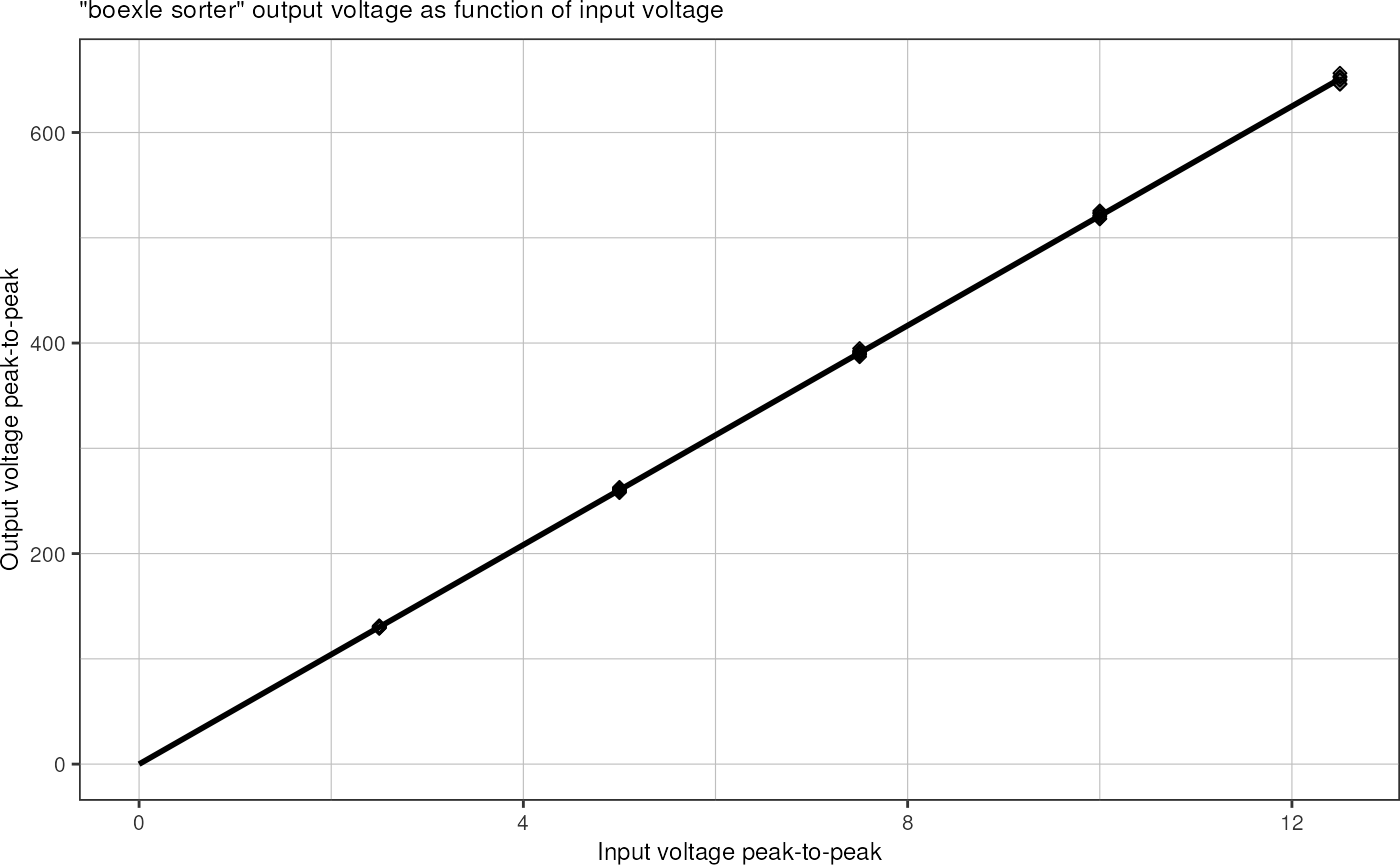 "boexle sorter" output voltage as function of input voltage
Output voltage peak-to-peak
600
400
200
0
0 4 8 12
Input voltage peak-to-peak